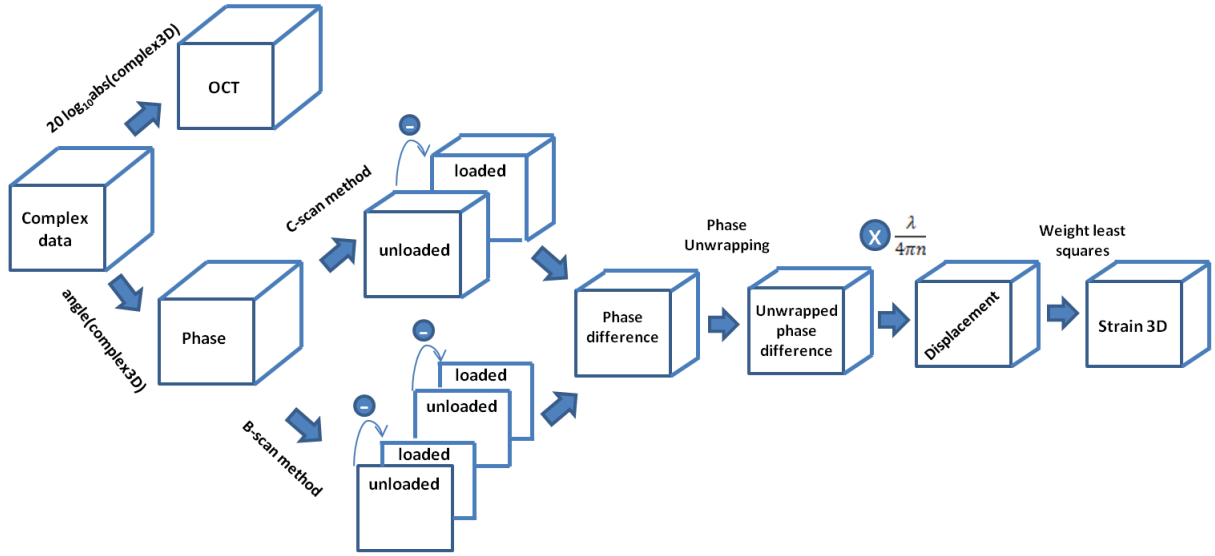 20 log₁₀abs(complex3D)
OCT
Complex
data
angle(complex3D)
Phase
C-scan method
-
loaded
unloaded
B-scan method
-
loaded
unloaded
-
loaded
unloaded
Phase
difference
Phase
Unwrapping
Unwrapped
phase
difference
X
λ
4πn
Displacement
Weight least
squares
Strain 3D